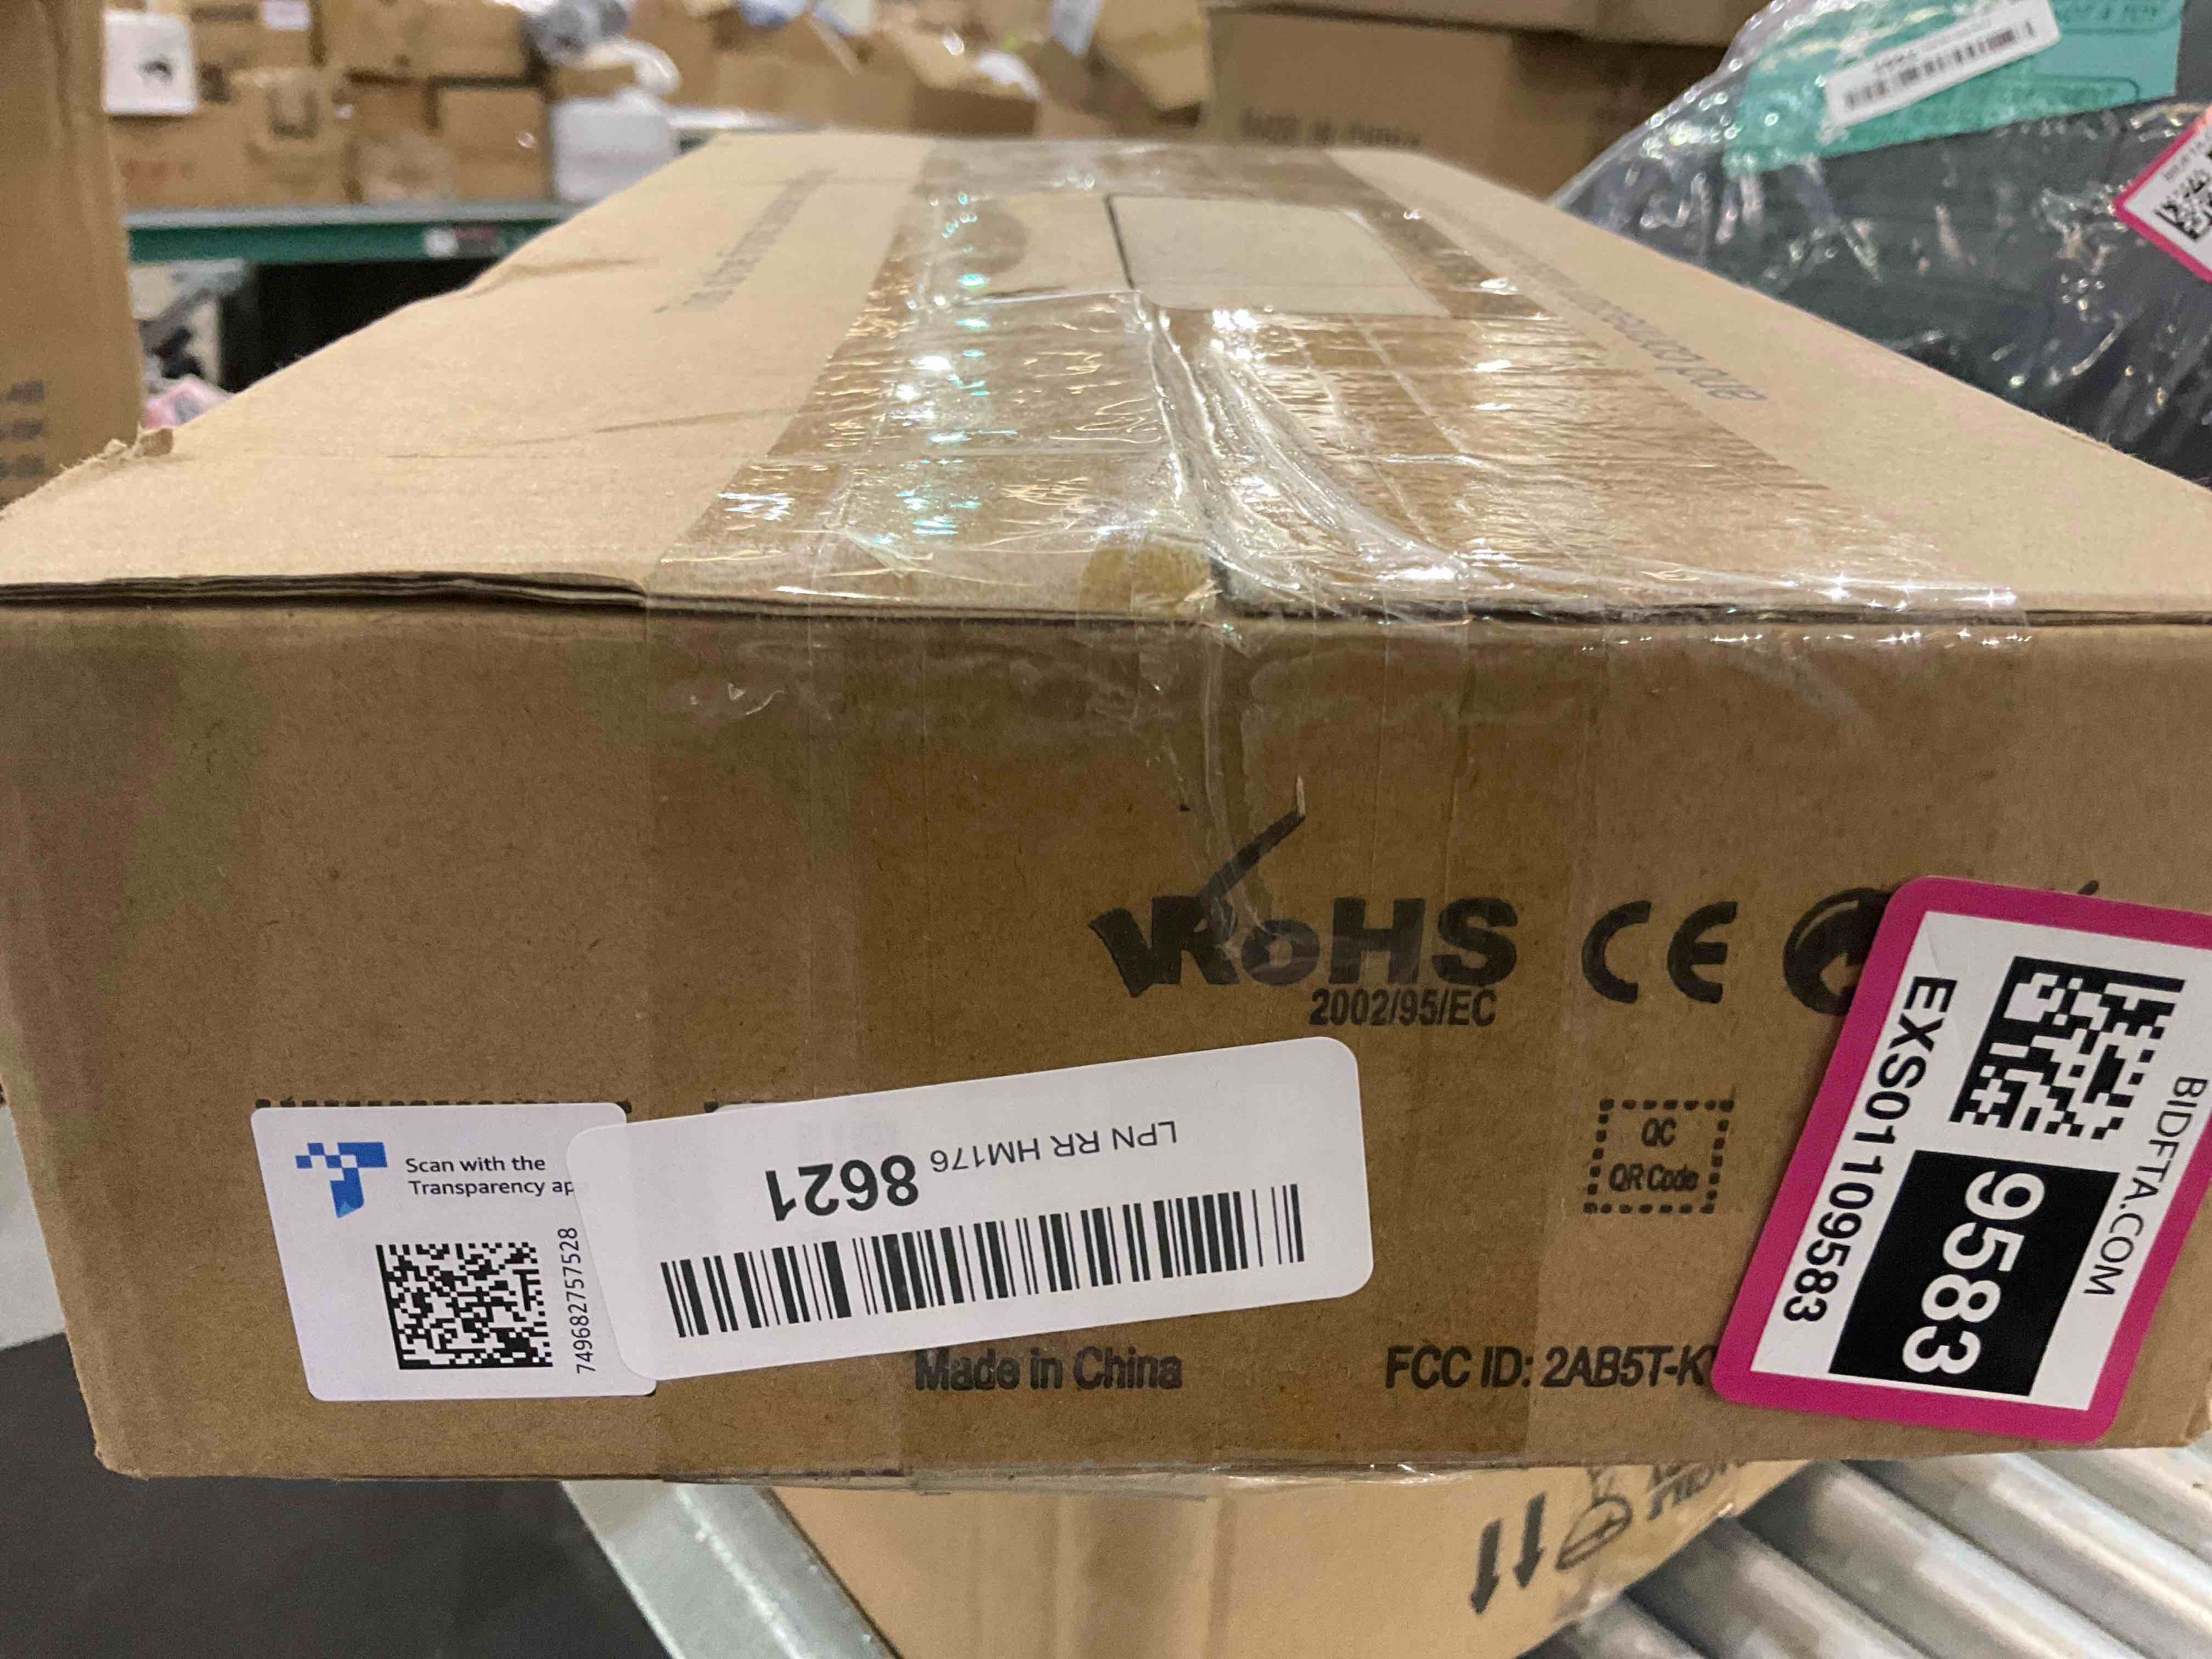 RoHS
2002/95/EC
CE
Scan with the
Transparency ap
749682757528
LPN RR HM176 8621
QC
QR Code
Made in China
FCC ID: 2AB5T-K
BIDFTA.COM
9583
EXS01109583